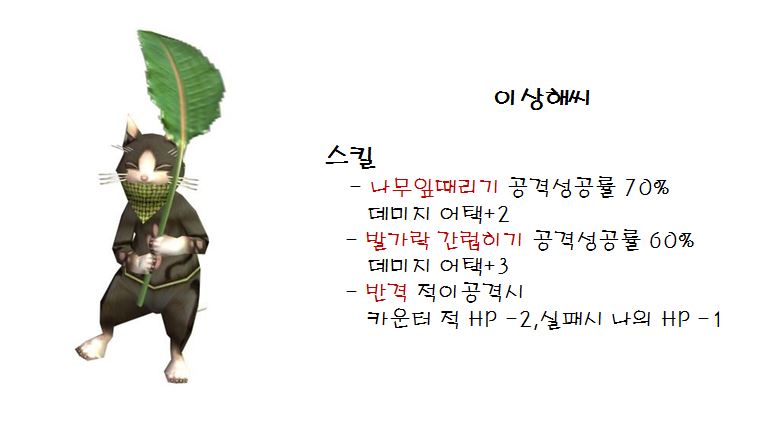 이상해씨
스킬
- 나무잎때리기 공격성공률 70%
데미지 어택+2
- 발가락 간럽히기 공격성공률 60%
데미지 어택+3
- 반격 적이공격시
카운터 적 HP -2,실패시 나의 HP -1